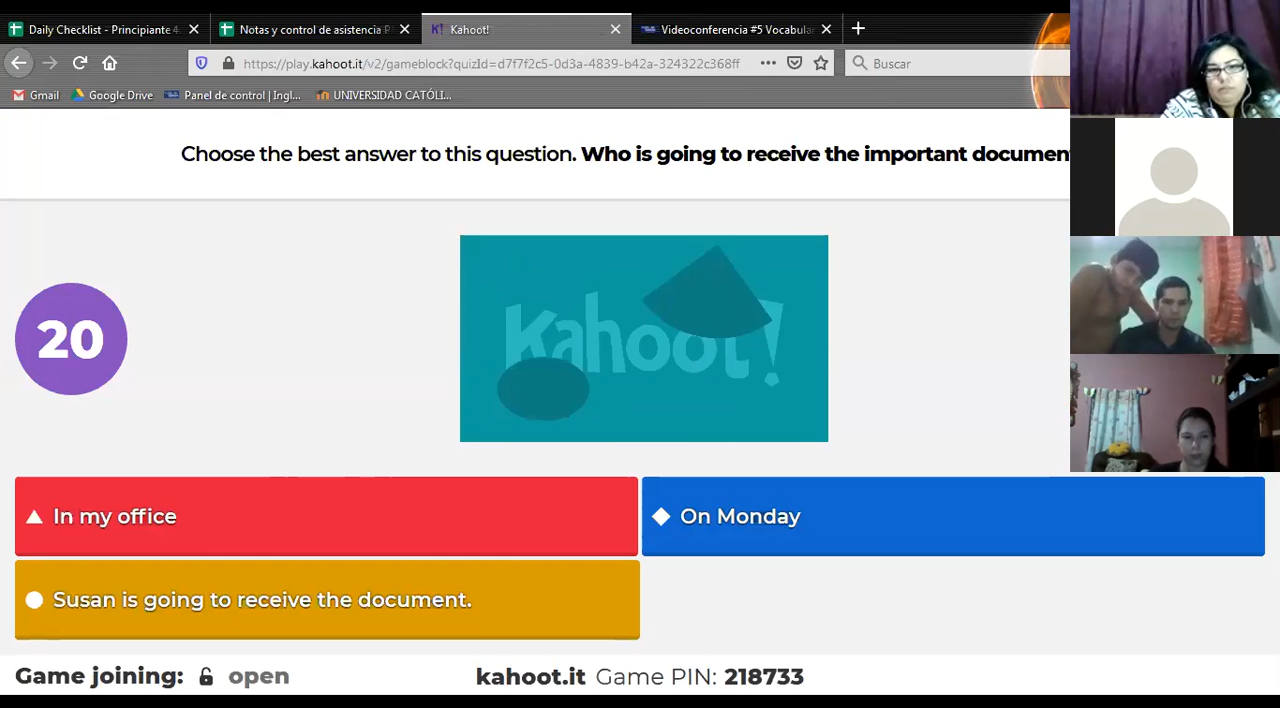 Daily Checklist - Principiante 4.
Notas y control de asistencia P
Kahoot!
Videoconferencia #5 Vocabular
https://play.kahoot.it/v2/gameblock?quizId=d7f7f2c5-0d3a-4839-b42a-324322c368ff
Buscar
Gmail
Google Drive
Panel de control | Ingl...
UNIVERSIDAD CATÓLI...
Choose the best answer to this question. Who is going to receive the important document
20
Kahoot!
In my office
On Monday
Susan is going to receive the document.
Game joining: open
kahoot.it Game PIN: 218733